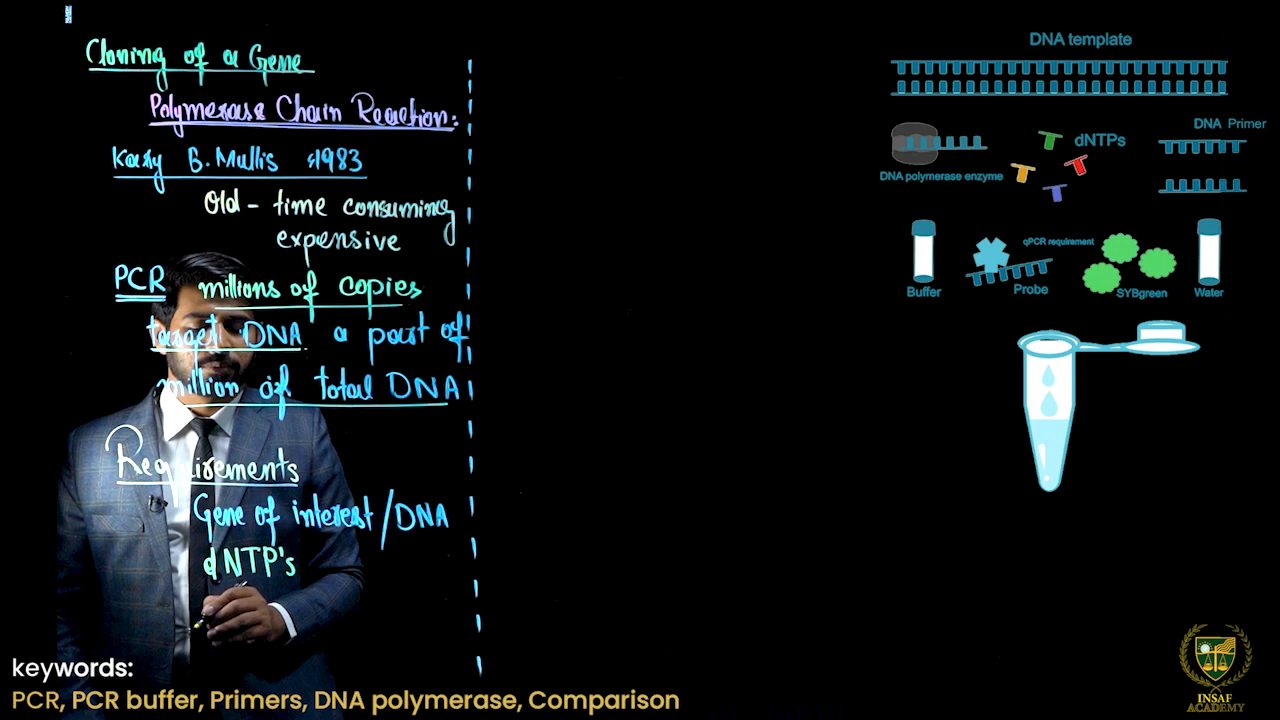 Cloning of a Gene
Polymerase Chain Reaction:
Kary B. Mullis 1983
Old - time consuming
expensive
PCR millions of copies
target DNA a part of
million of total DNA
Requirements
Gene of interest/DNA
dNTP's
DNA template
dNTPs
DNA Primer
DNA polymerase enzyme
qPCR requirement
Buffer
Probe
SYBgreen
Water
keywords:
PCR, PCR buffer, Primers, DNA polymerase, Comparison
INSAF
ACADEMY